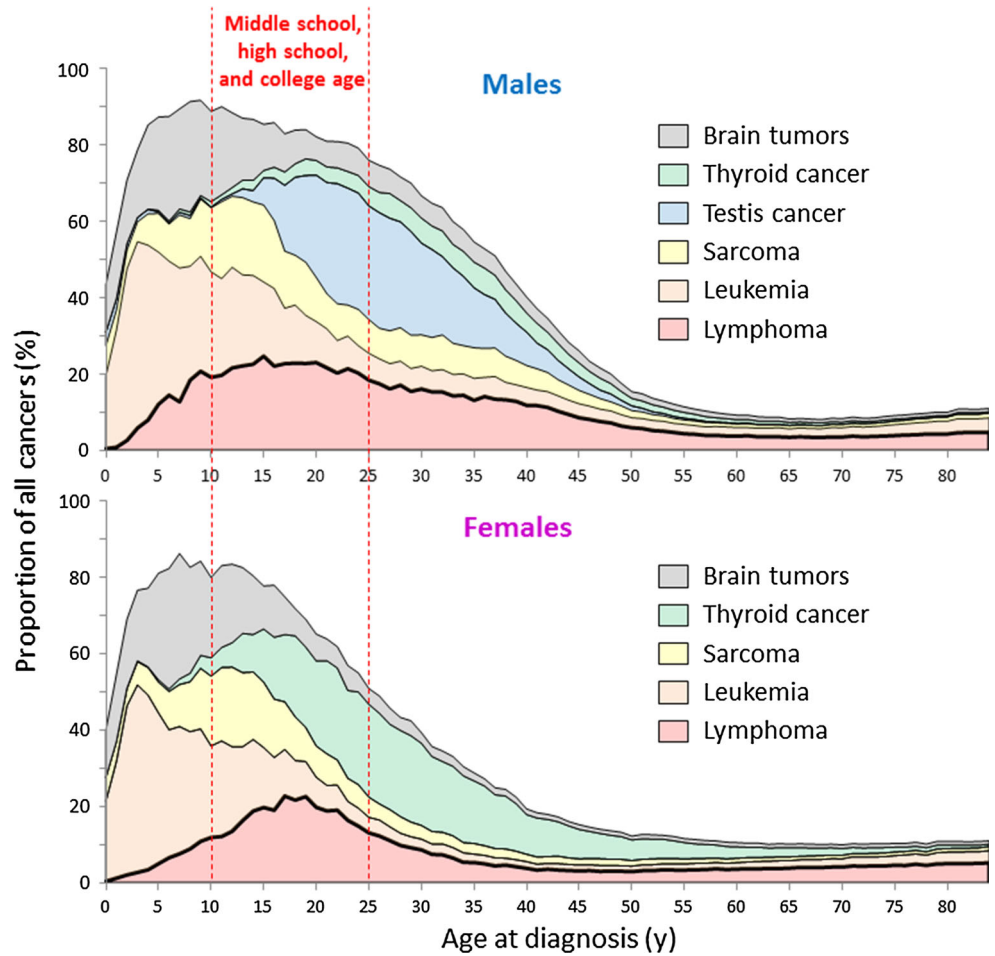 Middle school,
high school,
and college age
Males
100
80
60
40
20
0
Brain tumors
Thyroid cancer
Testis cancer
Sarcoma
Leukemia
Lymphoma
0 5 10 15 20 25 30 35 40 45 50 55 60 65 70 75 80
Proportion of all cancers (%)
Females
100
80
60
40
20
0
Brain tumors
Thyroid cancer
Sarcoma
Leukemia
Lymphoma
0 5 10 15 20 25 30 35 40 45 50 55 60 65 70 75 80
Age at diagnosis (y)